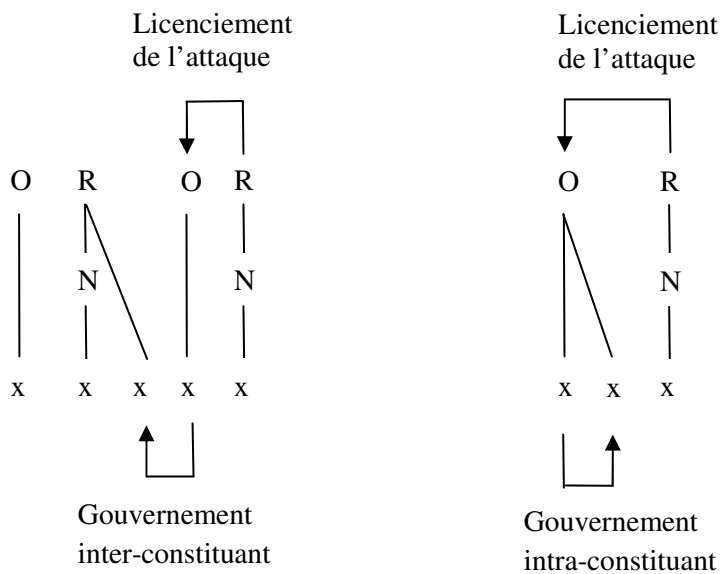 Licenciement
de l’attaque
Licenciement
de l’attaque
O R O R
O R
N N
N
x x x x x
x x x
Gouvernement
inter-constituant
Gouvernement
intra-constituant